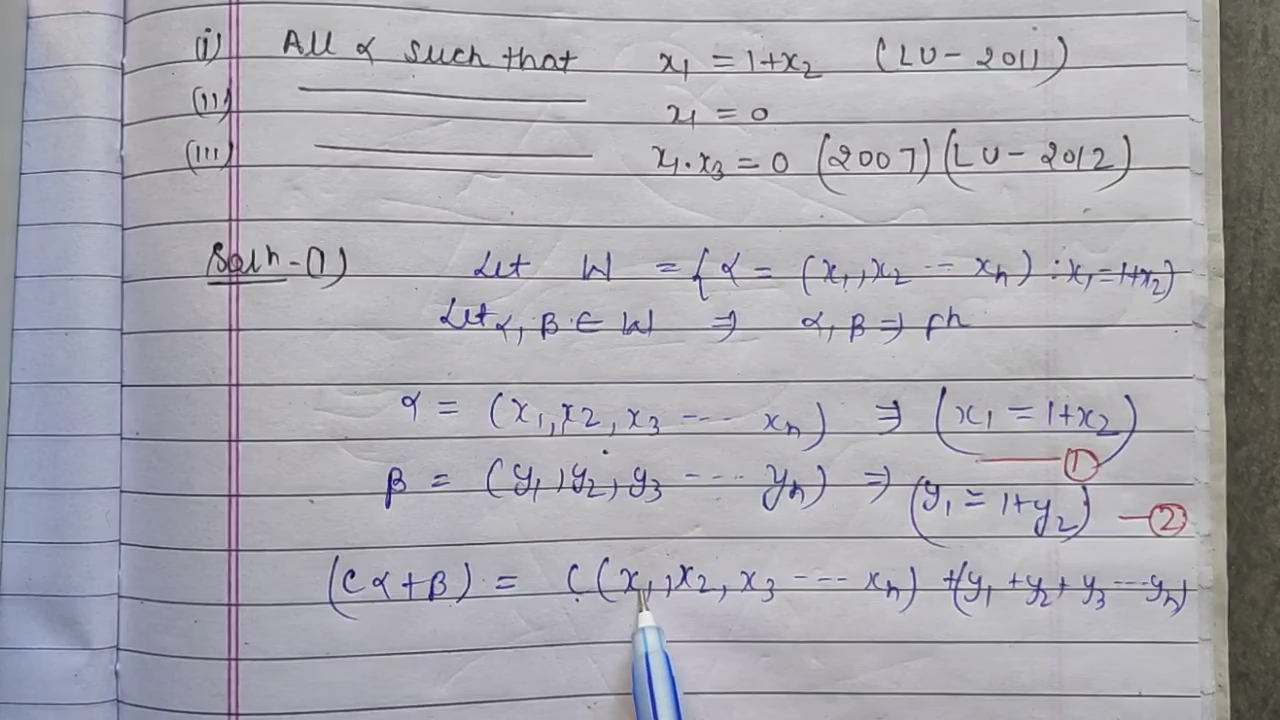 (i) All α such that x₁ = 1+x₂ (LU-2011)
(ii) ——— x₁ = 0
(iii) ——— x₁·x₃ = 0 (2007)(LU-2012)
Soln-(1) Let W = {α = (x₁,x₂ -- xₙ) : x₁=1+x₂}
Let α, β ∈ W ⇒ α, β ⇒ fn
α = (x₁,x₂,x₃ ---- xₙ) ⇒ (x₁ = 1+x₂)
—①
β = (y₁,y₂,y₃ ---- yₙ) ⇒ (y₁ = 1+y₂) —②
(cα+β) = c(x₁,x₂,x₃ ----- xₙ) +(y₁+y₂+y₃---yₙ)